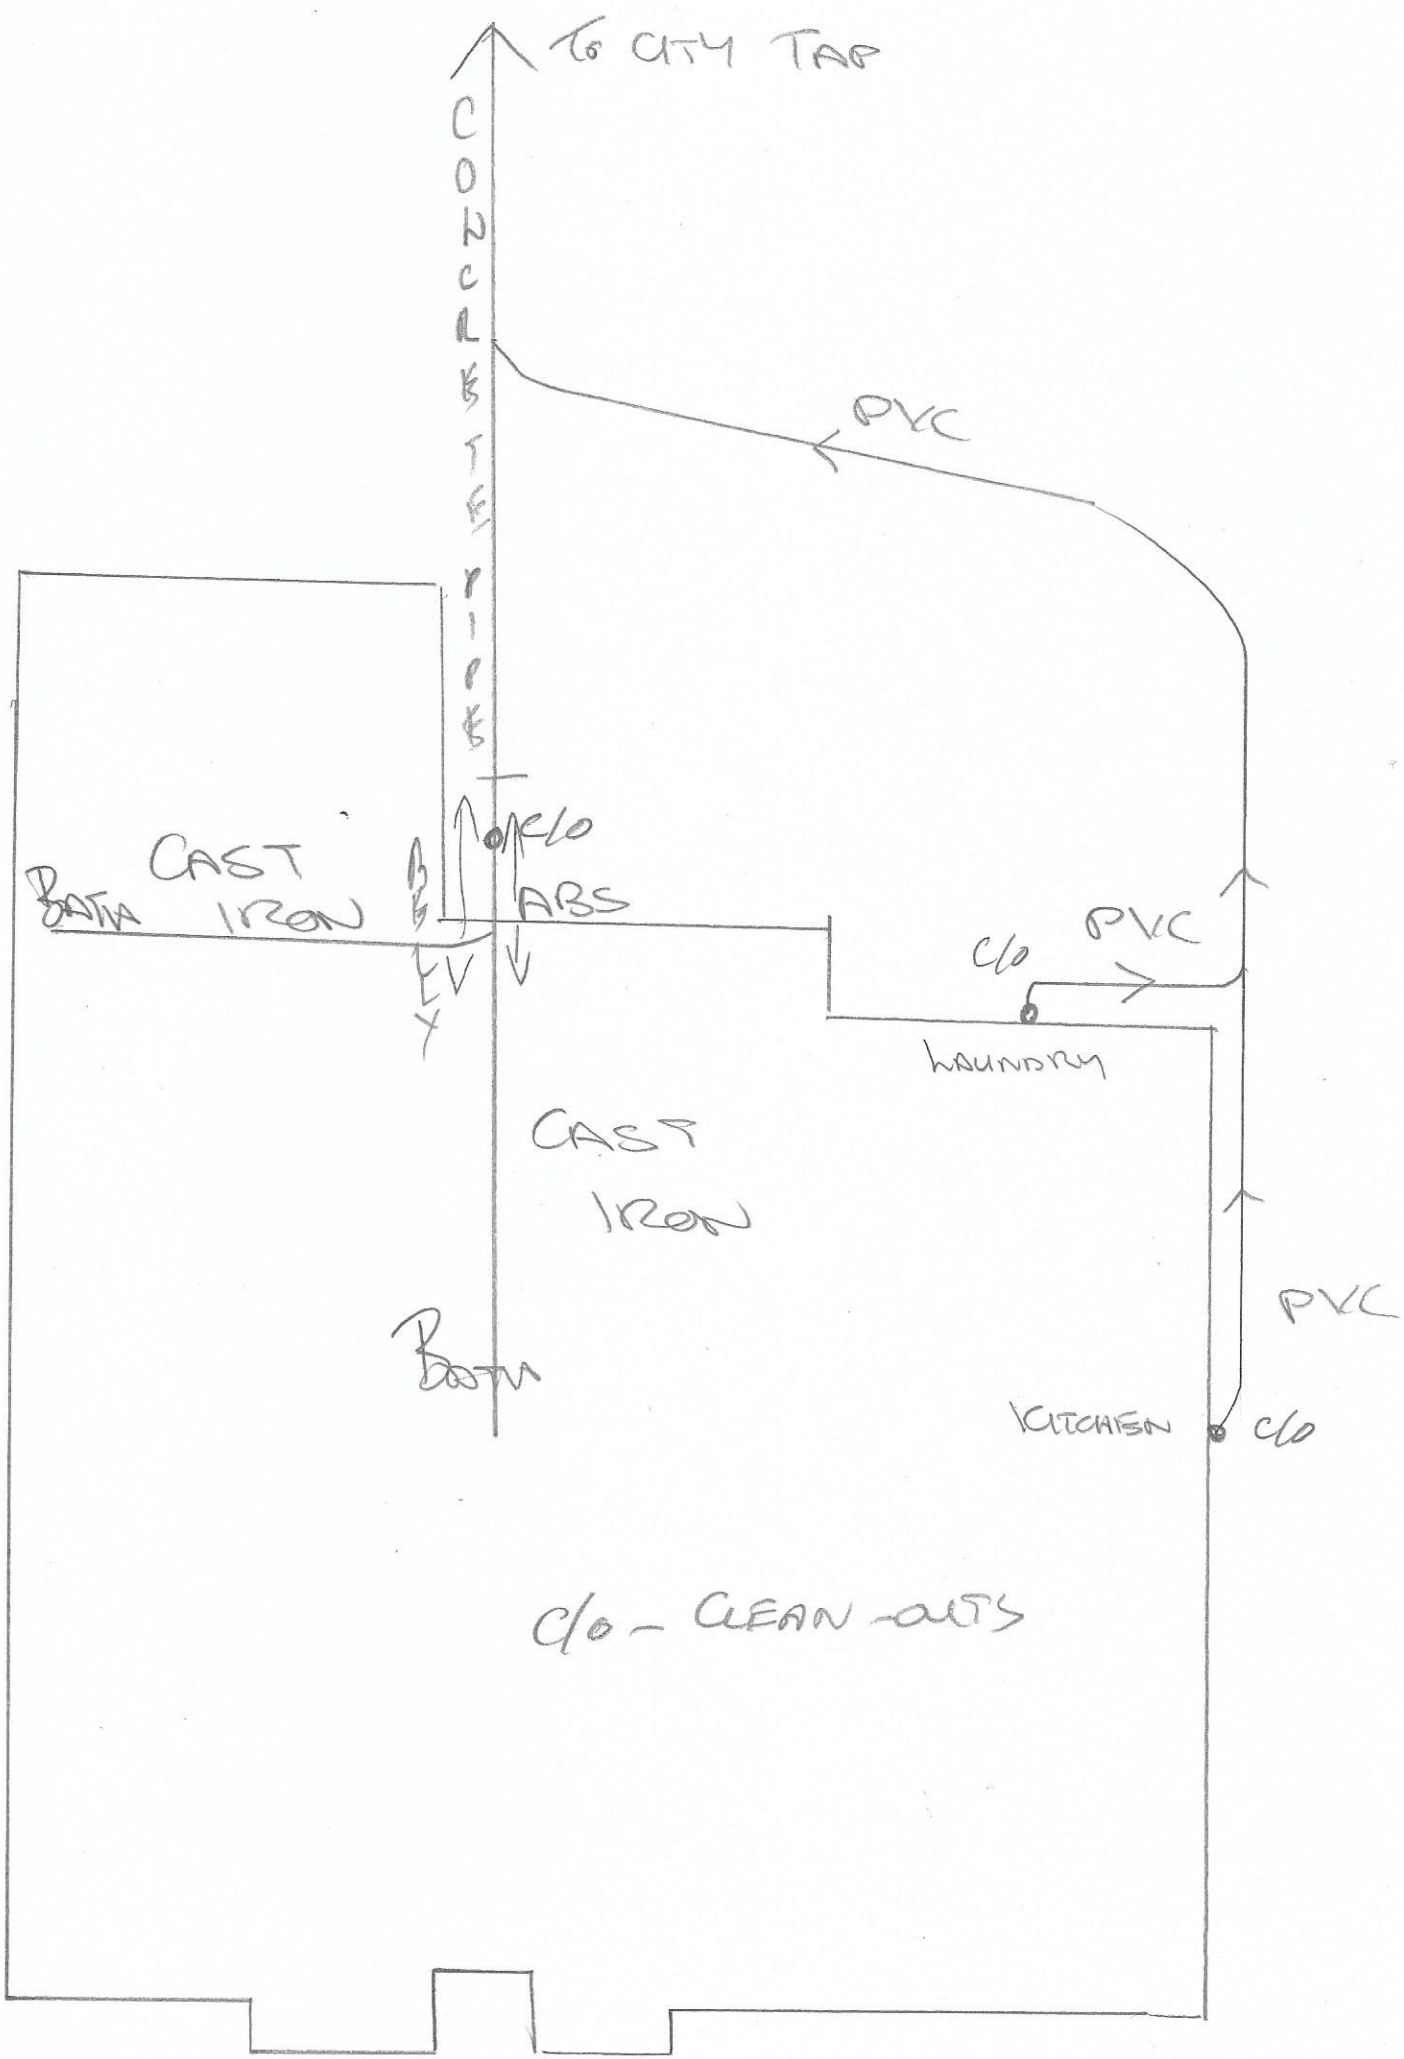 To CITY TAP
CONCRETE PIPE
PVC
c/o
CAST
IRON
BATH
ABS
c/o
PVC
LAUNDRY
CAST
IRON
PVC
BATH
KITCHEN
c/o
c/o - CLEAN-OUTS